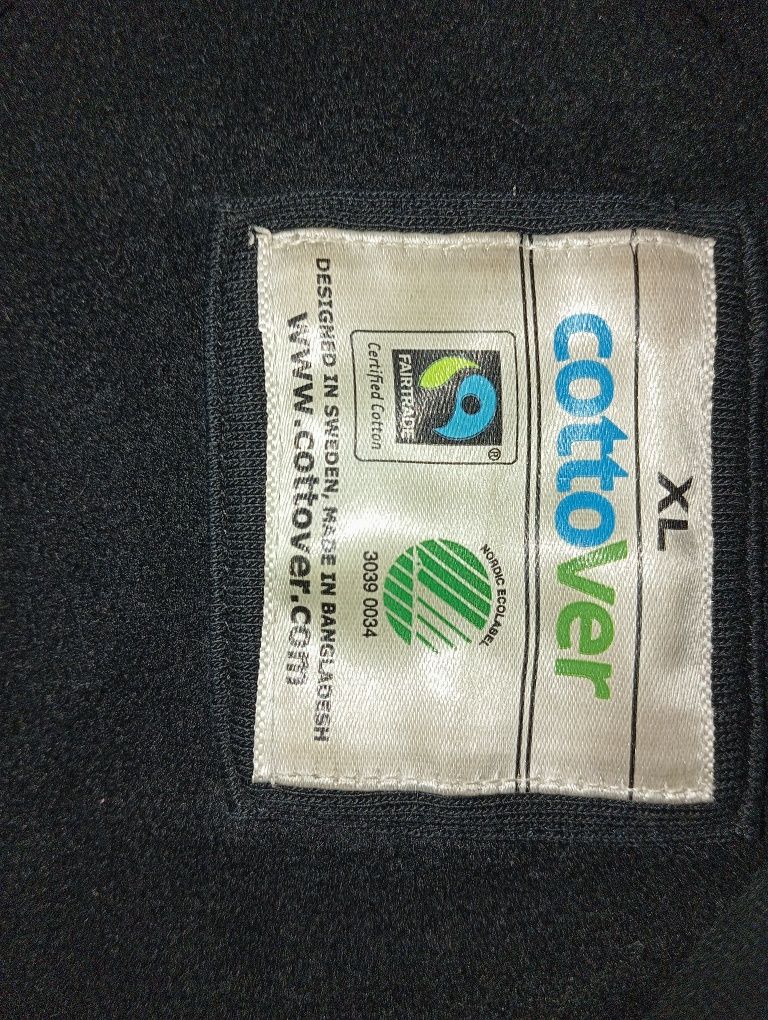 XL
cottover
FAIRTRADE
®
Certified Cotton
NORDIC ECOLABEL
3039 0034
DESIGNED IN SWEDEN, MADE IN BANGLADESH
www.cottover.com